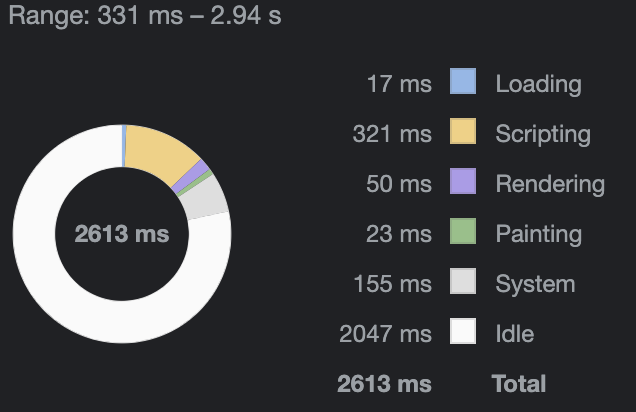 Range: 331 ms – 2.94 s
17 ms Loading
321 ms Scripting
50 ms Rendering
23 ms Painting
155 ms System
2047 ms Idle
2613 ms Total
2613 ms